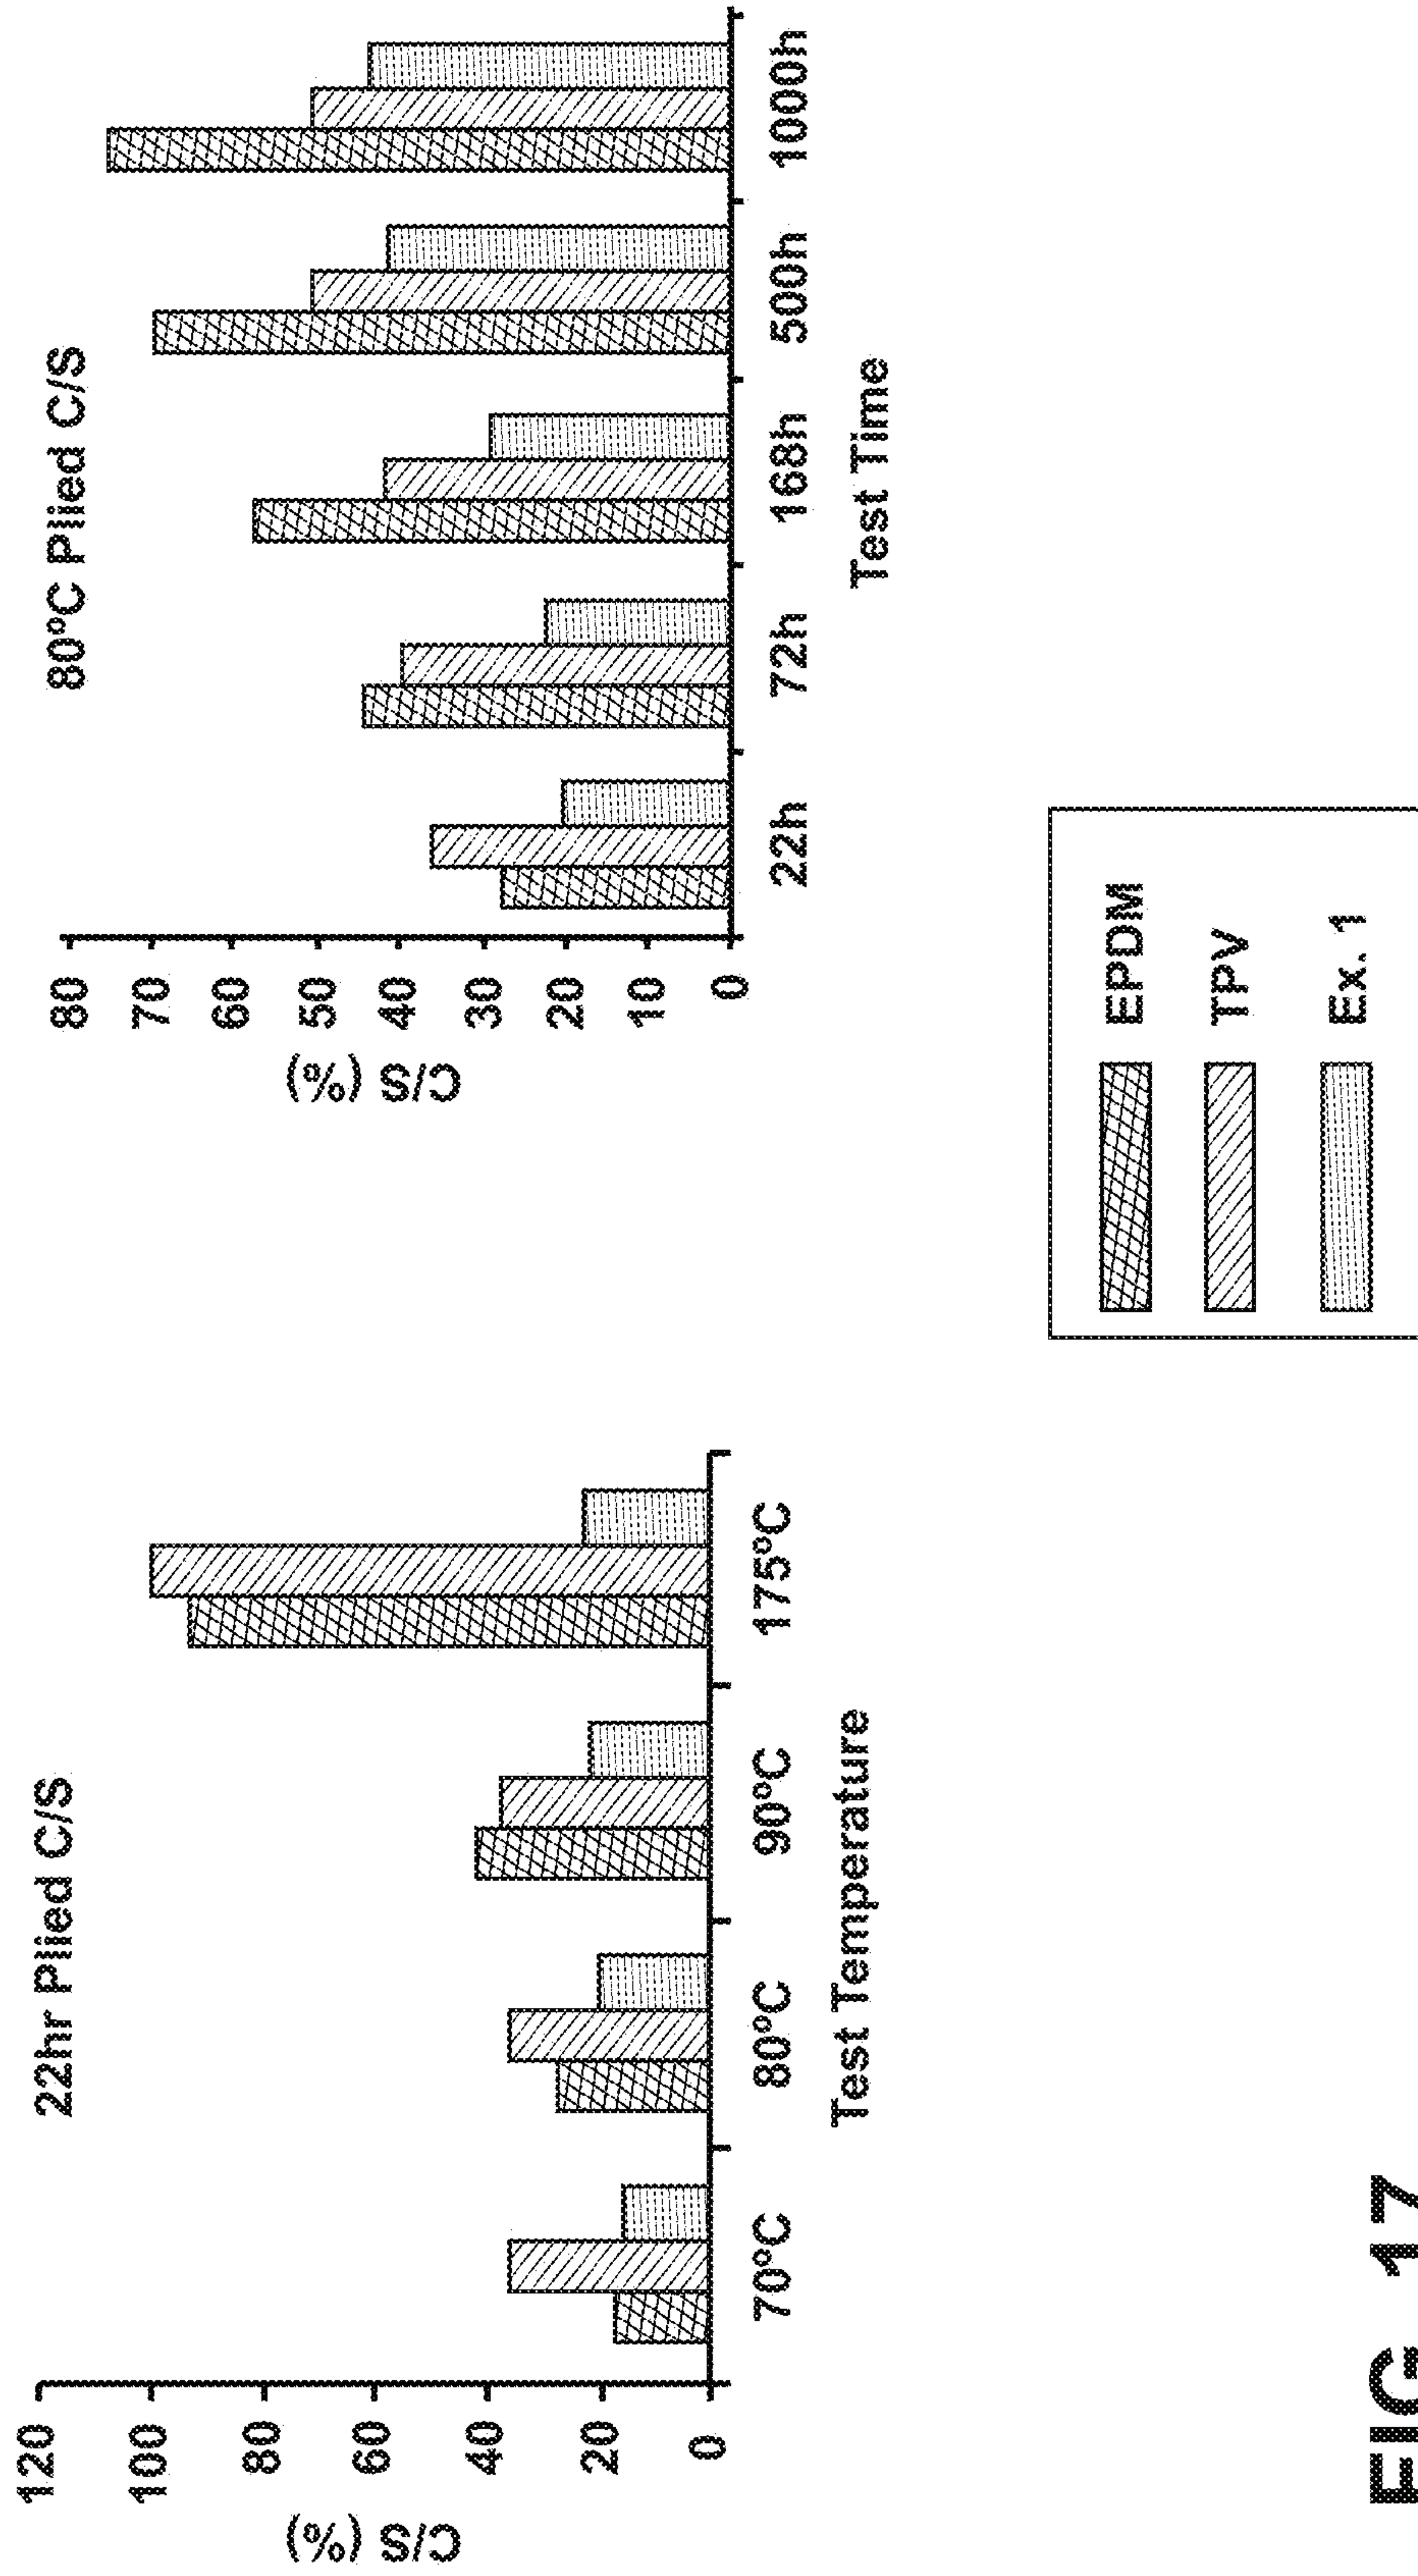 22hr Plied C/S
C/S (%)
120
100
80
60
40
20
0
70°C
80°C
90°C
175°C
Test Temperature
80°C Plied C/S
C/S (%)
80
70
60
50
40
30
20
10
0
22h
72h
168h
500h
1000h
Test Time
EPDM
TPV
Ex. 1
FIG. 17